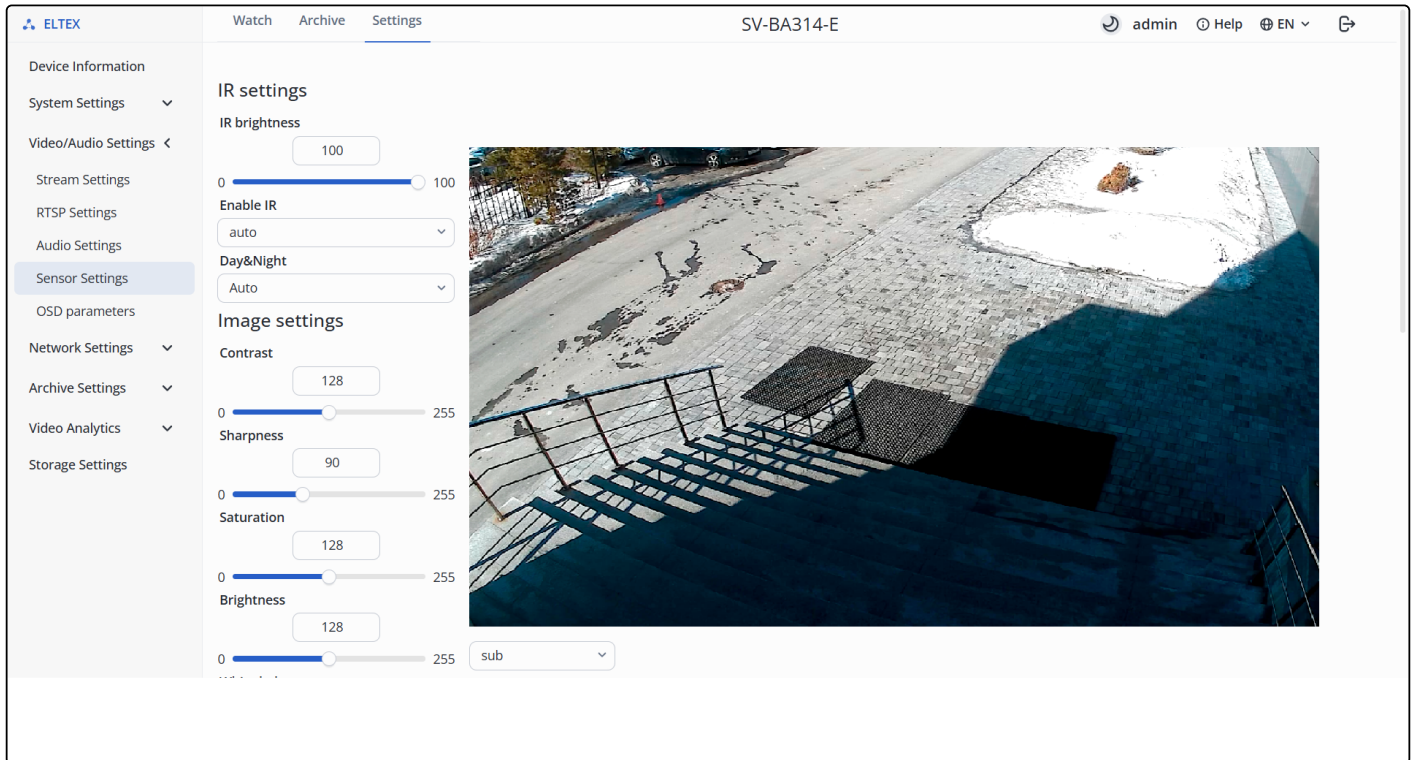 ELTEX
Watch Archive Settings
SV-BA314-E
admin Help EN
Device Information
System Settings
Video/Audio Settings
Stream Settings
RTSP Settings
Audio Settings
Sensor Settings
OSD parameters
Network Settings
Archive Settings
Video Analytics
Storage Settings
IR settings
IR brightness
100
0 100
Enable IR
auto
Day&Night
Auto
Image settings
Contrast
128
0 255
Sharpness
90
0 255
Saturation
128
0 255
Brightness
128
0 255
sub